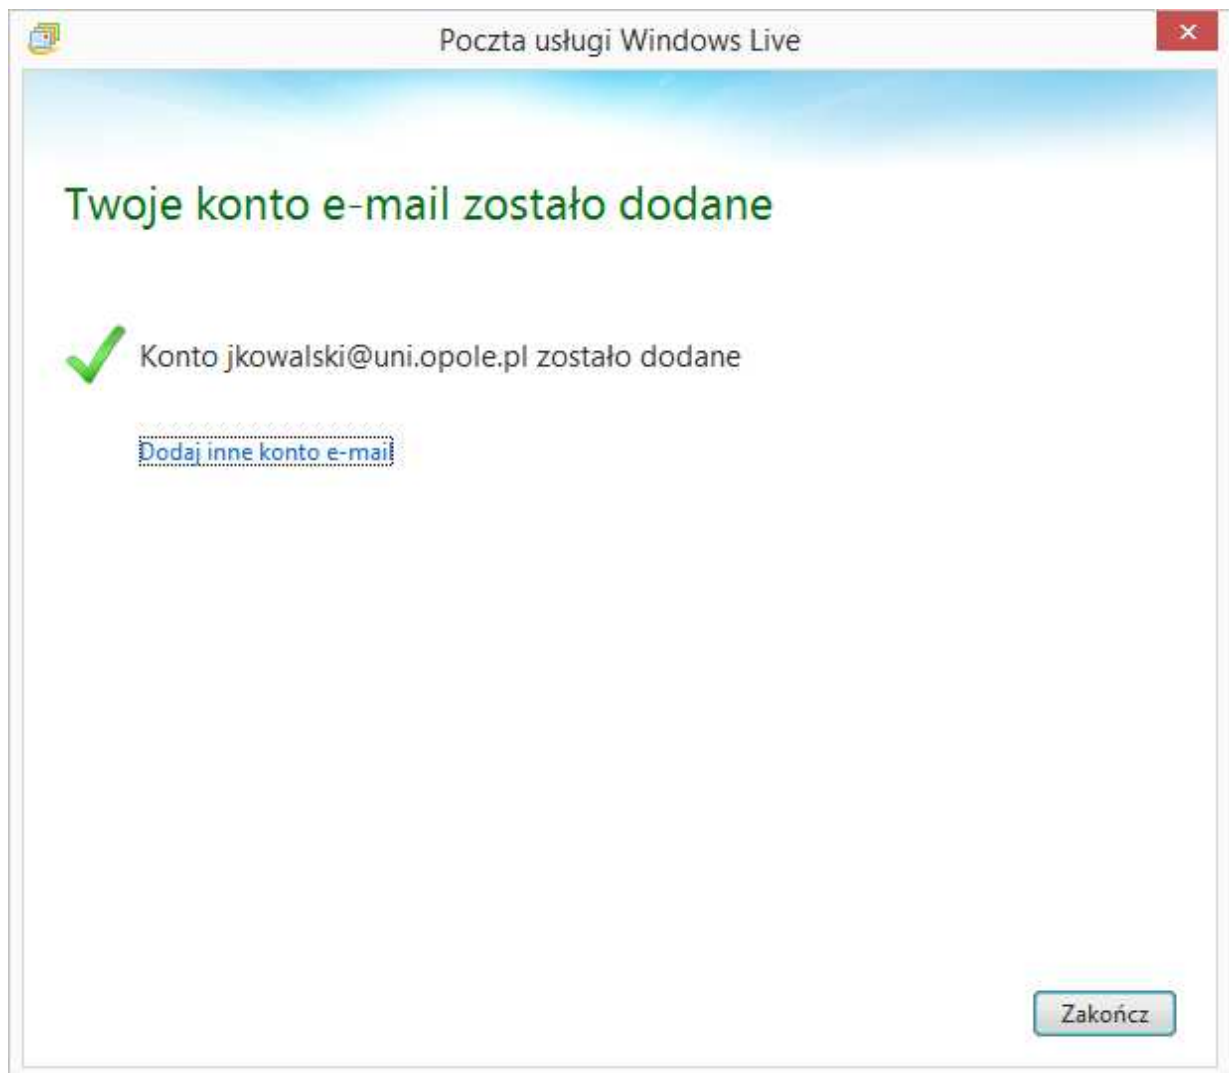 Poczta usługi Windows Live
Twoje konto e-mail zostało dodane
Konto jkowalski@uni.opole.pl zostało dodane
Dodaj inne konto e-mail
Zakończ